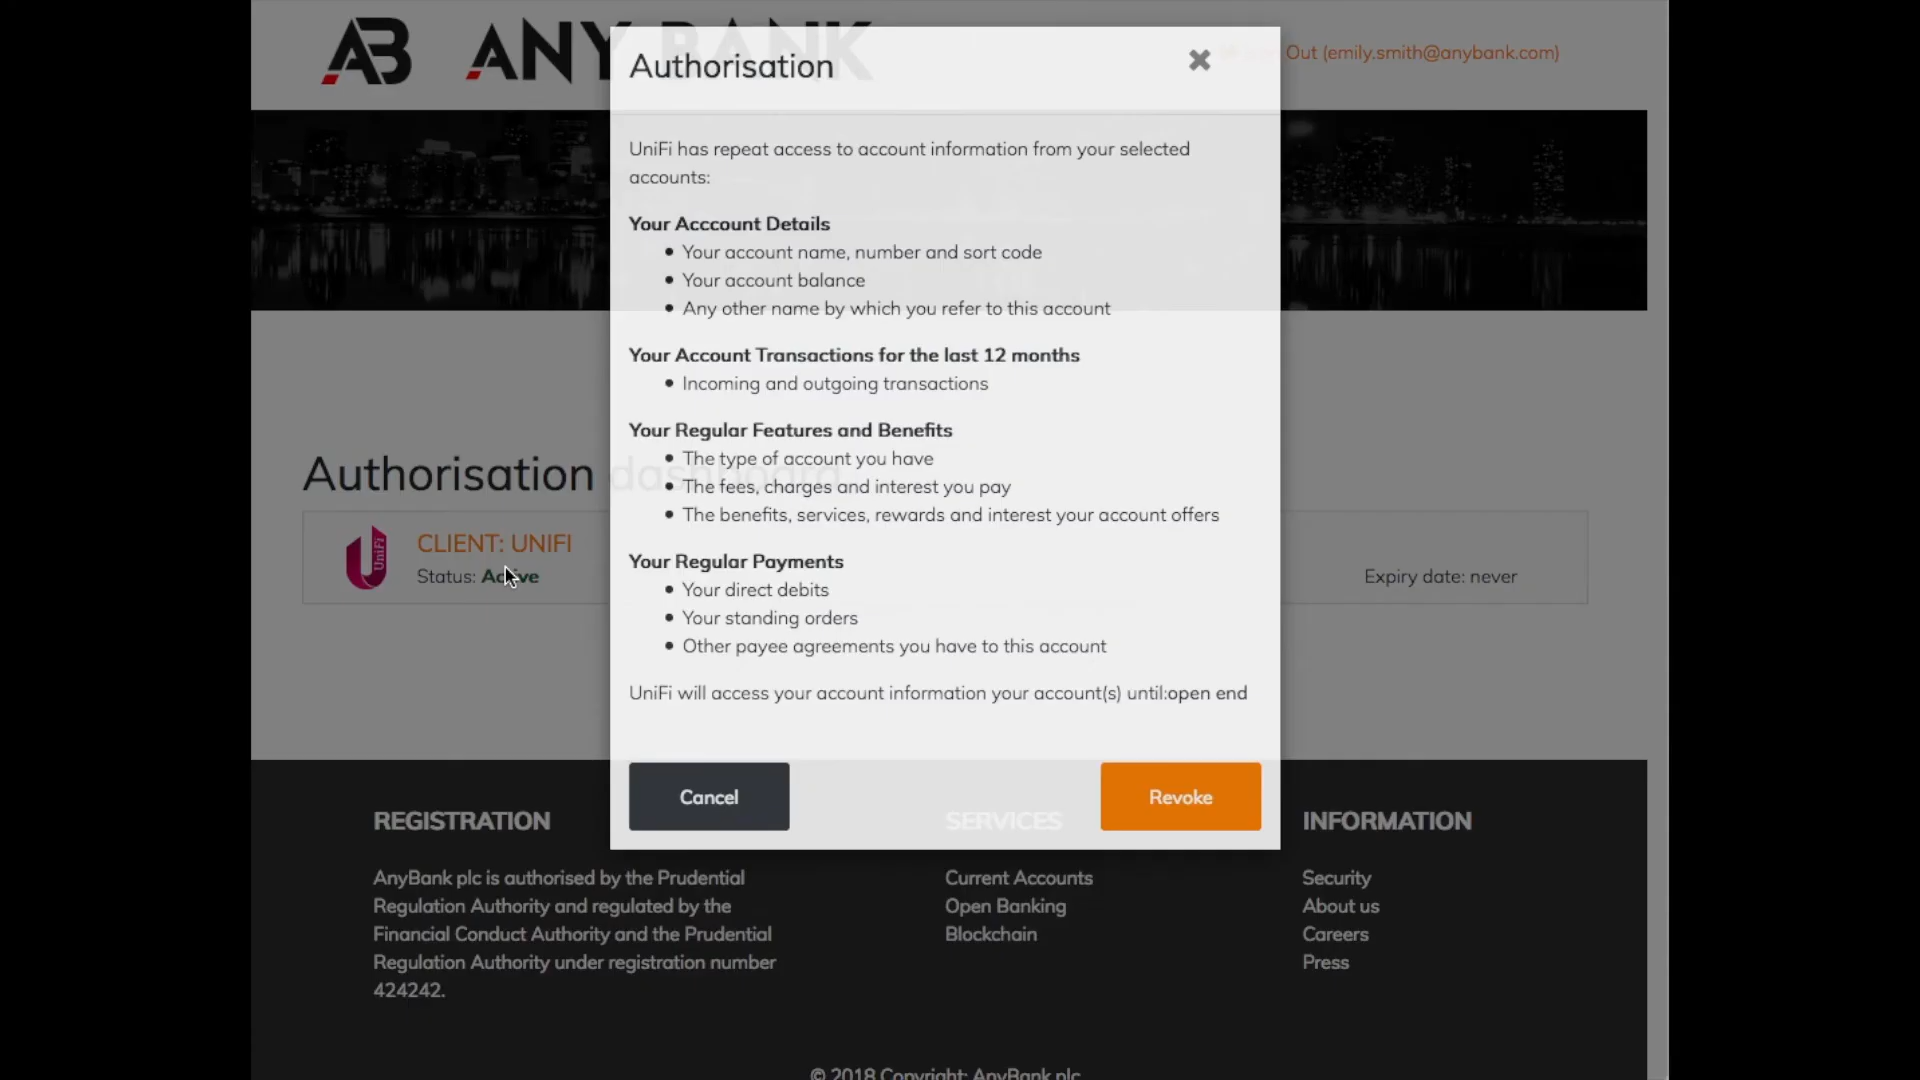 AB ANY BANK
Out (emily.smith@anybank.com)
Authorisation
UniFi has repeat access to account information from your selected
accounts:
Your Acccount Details
Your account name, number and sort code
Your account balance
Any other name by which you refer to this account
Your Account Transactions for the last 12 months
Incoming and outgoing transactions
Your Regular Features and Benefits
The type of account you have
The fees, charges and interest you pay
The benefits, services, rewards and interest your account offers
Your Regular Payments
Your direct debits
Your standing orders
Other payee agreements you have to this account
UniFi will access your account information your account(s) until:open end
Cancel
Revoke
Authorisation dashboard
UniFi
CLIENT: UNIFI
Status: Active
Expiry date: never
REGISTRATION
AnyBank plc is authorised by the Prudential
Regulation Authority and regulated by the
Financial Conduct Authority and the Prudential
Regulation Authority under registration number
424242.
SERVICES
Current Accounts
Open Banking
Blockchain
INFORMATION
Security
About us
Careers
Press
© 2018 Copyright: AnyBank plc